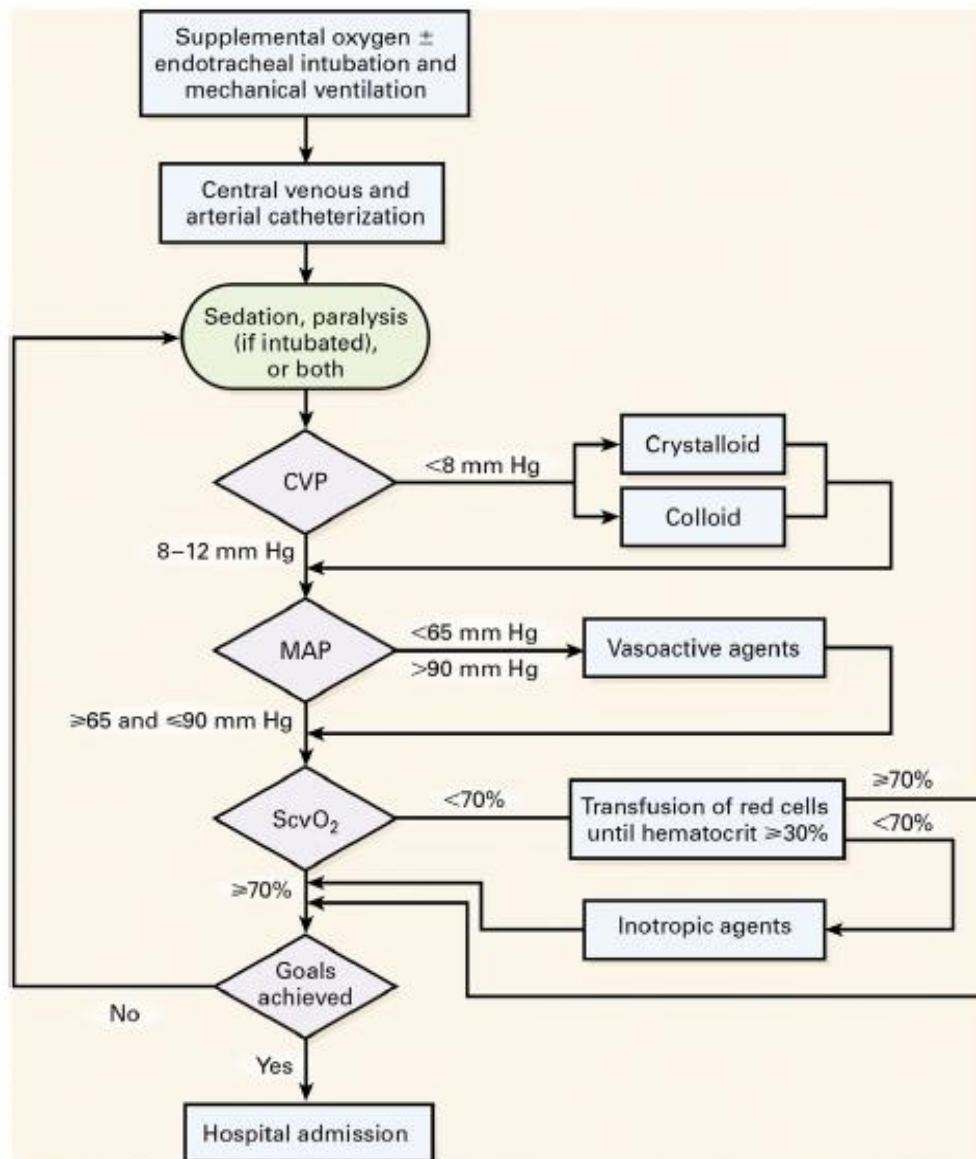 Supplemental oxygen ±
endotracheal intubation and
mechanical ventilation
Central venous and
arterial catheterization
Sedation, paralysis
(if intubated),
or both
CVP
<8 mm Hg
Crystalloid
Colloid
8–12 mm Hg
MAP
<65 mm Hg
>90 mm Hg
Vasoactive agents
≥65 and ≤90 mm Hg
ScvO₂
<70%
Transfusion of red cells
until hematocrit ≥30%
≥70%
<70%
≥70%
Inotropic agents
Goals
achieved
No
Yes
Hospital admission